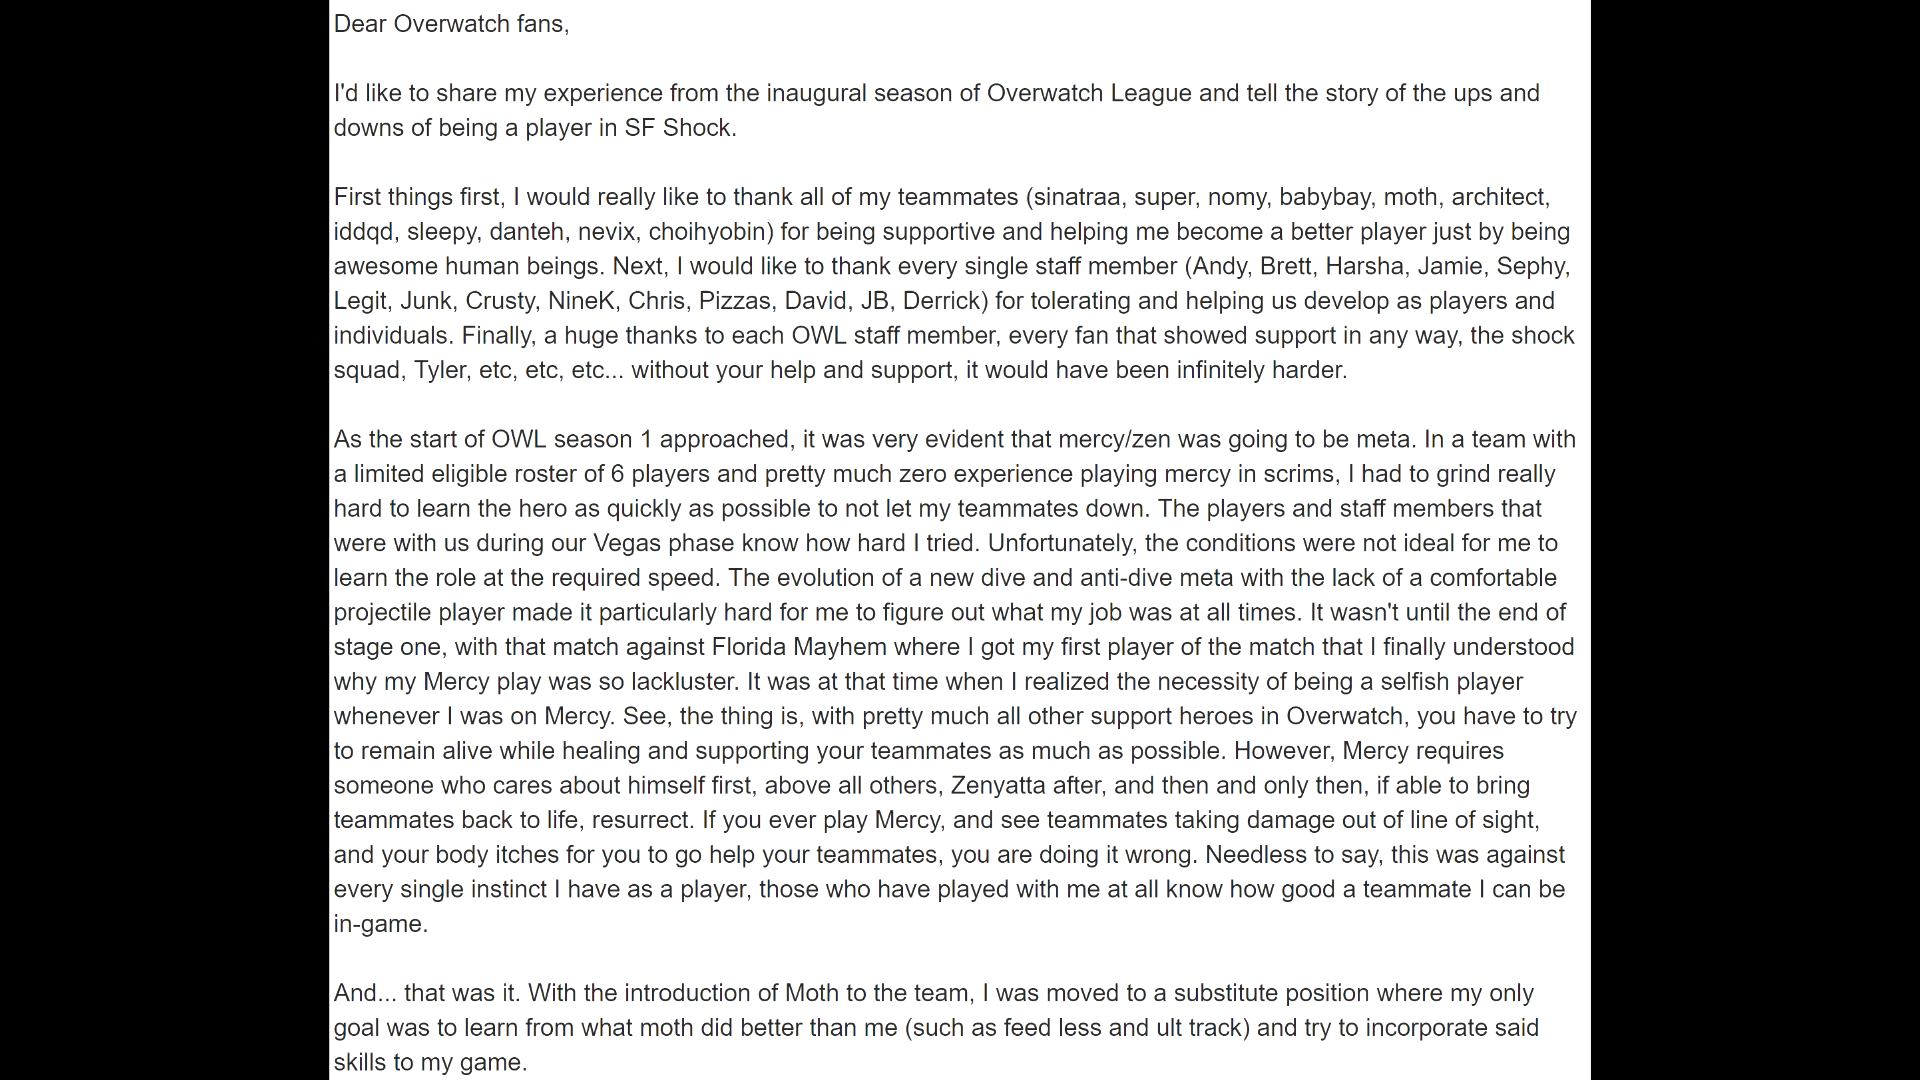 Dear Overwatch fans,
I'd like to share my experience from the inaugural season of Overwatch League and tell the story of the ups and
downs of being a player in SF Shock.
First things first, I would really like to thank all of my teammates (sinatraa, super, nomy, babybay, moth, architect,
iddqd, sleepy, danteh, nevix, choihyobin) for being supportive and helping me become a better player just by being
awesome human beings. Next, I would like to thank every single staff member (Andy, Brett, Harsha, Jamie, Sephy,
Legit, Junk, Crusty, NineK, Chris, Pizzas, David, JB, Derrick) for tolerating and helping us develop as players and
individuals. Finally, a huge thanks to each OWL staff member, every fan that showed support in any way, the shock
squad, Tyler, etc, etc, etc... without your help and support, it would have been infinitely harder.
As the start of OWL season 1 approached, it was very evident that mercy/zen was going to be meta. In a team with
a limited eligible roster of 6 players and pretty much zero experience playing mercy in scrims, I had to grind really
hard to learn the hero as quickly as possible to not let my teammates down. The players and staff members that
were with us during our Vegas phase know how hard I tried. Unfortunately, the conditions were not ideal for me to
learn the role at the required speed. The evolution of a new dive and anti-dive meta with the lack of a comfortable
projectile player made it particularly hard for me to figure out what my job was at all times. It wasn't until the end of
stage one, with that match against Florida Mayhem where I got my first player of the match that I finally understood
why my Mercy play was so lackluster. It was at that time when I realized the necessity of being a selfish player
whenever I was on Mercy. See, the thing is, with pretty much all other support heroes in Overwatch, you have to try
to remain alive while healing and supporting your teammates as much as possible. However, Mercy requires
someone who cares about himself first, above all others, Zenyatta after, and then and only then, if able to bring
teammates back to life, resurrect. If you ever play Mercy, and see teammates taking damage out of line of sight,
and your body itches for you to go help your teammates, you are doing it wrong. Needless to say, this was against
every single instinct I have as a player, those who have played with me at all know how good a teammate I can be
in-game.
And... that was it. With the introduction of Moth to the team, I was moved to a substitute position where my only
goal was to learn from what moth did better than me (such as feed less and ult track) and try to incorporate said
skills to my game.